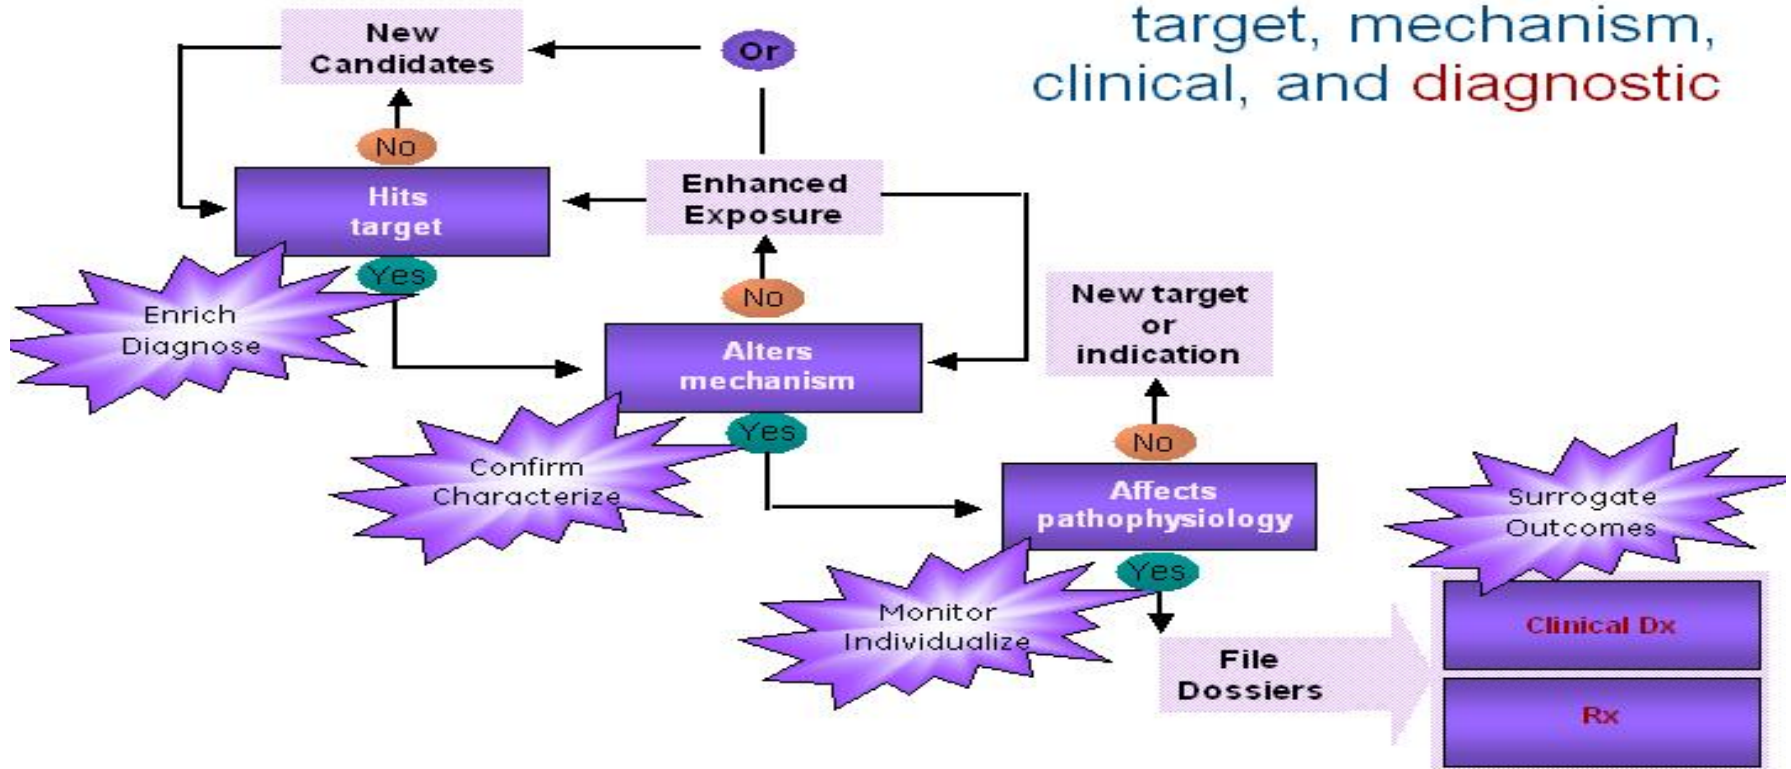 target, mechanism,
clinical, and diagnostic
New
Candidates
Or
No
Hits
target
Enhanced
Exposure
Yes
Enrich
Diagnose
No
New target
or
indication
Alters
mechanism
Yes
No
Confirm
Characterize
Affects
pathophysiology
Surrogate
Outcomes
Yes
Monitor
Individualize
File
Dossiers
Clinical Dx
Rx